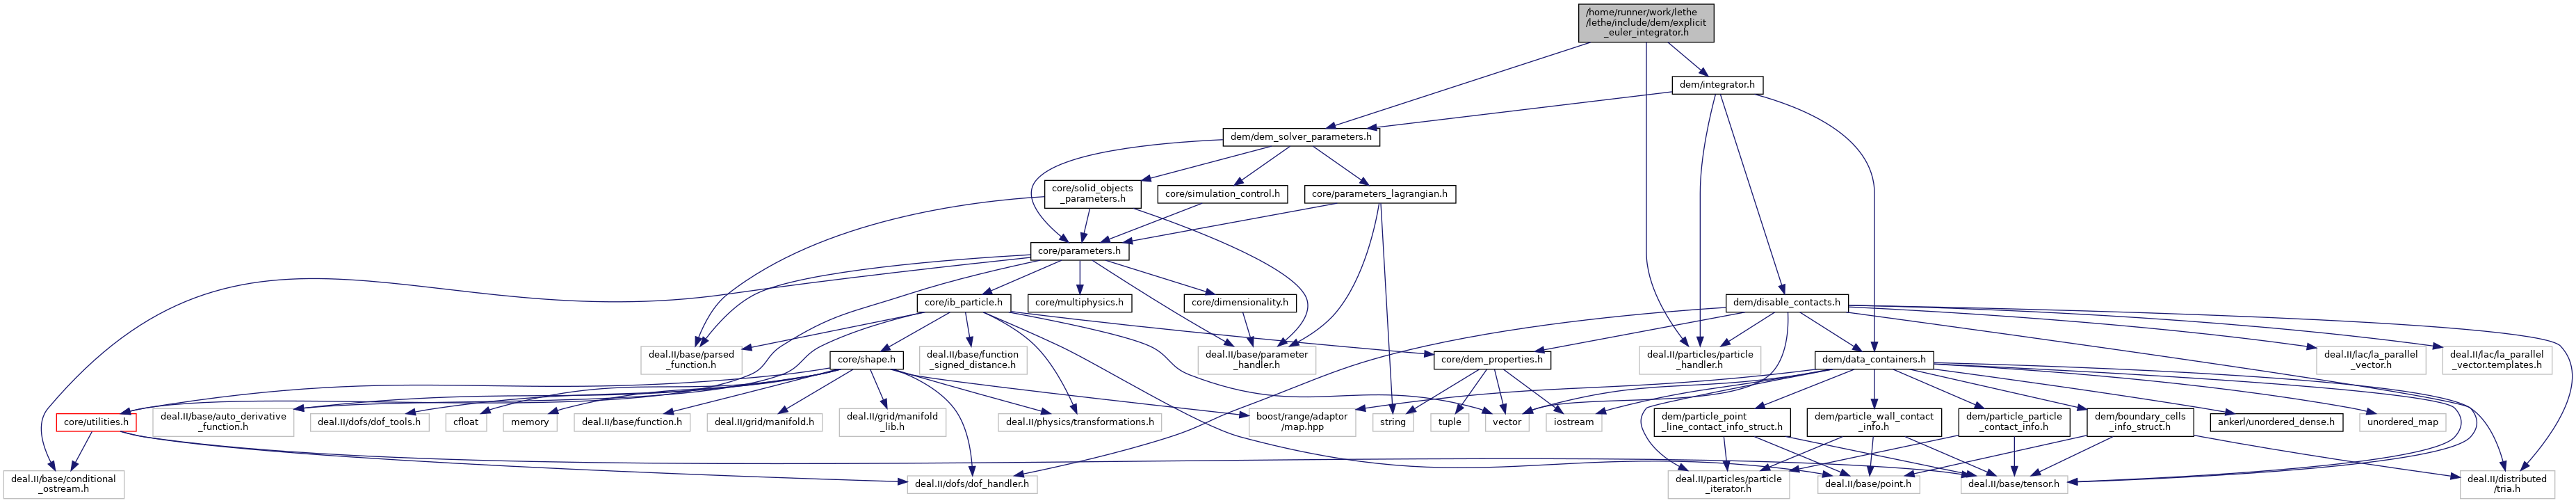 /home/runner/work/lethe
/lethe/include/dem/explicit
_euler_integrator.h
dem/integrator.h
dem/dem_solver_parameters.h
core/solid_objects
_parameters.h
core/simulation_control.h
core/parameters_lagrangian.h
core/parameters.h
core/ib_particle.h
core/multiphysics.h
core/dimensionality.h
dem/disable_contacts.h
deal.II/base/parsed
_function.h
core/shape.h
deal.II/base/function
_signed_distance.h
deal.II/base/parameter
_handler.h
core/dem_properties.h
deal.II/particles/particle
_handler.h
dem/data_containers.h
deal.II/lac/la_parallel
_vector.h
deal.II/lac/la_parallel
_vector.templates.h
core/utilities.h
deal.II/base/auto_derivative
_function.h
deal.II/dofs/dof_tools.h
cfloat
memory
deal.II/base/function.h
deal.II/grid/manifold.h
deal.II/grid/manifold
_lib.h
deal.II/physics/transformations.h
boost/range/adaptor
/map.hpp
string
tuple
vector
iostream
dem/particle_point
_line_contact_info_struct.h
dem/particle_wall_contact
_info.h
dem/particle_particle
_contact_info.h
dem/boundary_cells
_info_struct.h
ankerl/unordered_dense.h
unordered_map
deal.II/base/conditional
_ostream.h
deal.II/dofs/dof_handler.h
deal.II/particles/particle
_iterator.h
deal.II/base/point.h
deal.II/base/tensor.h
deal.II/distributed
/tria.h